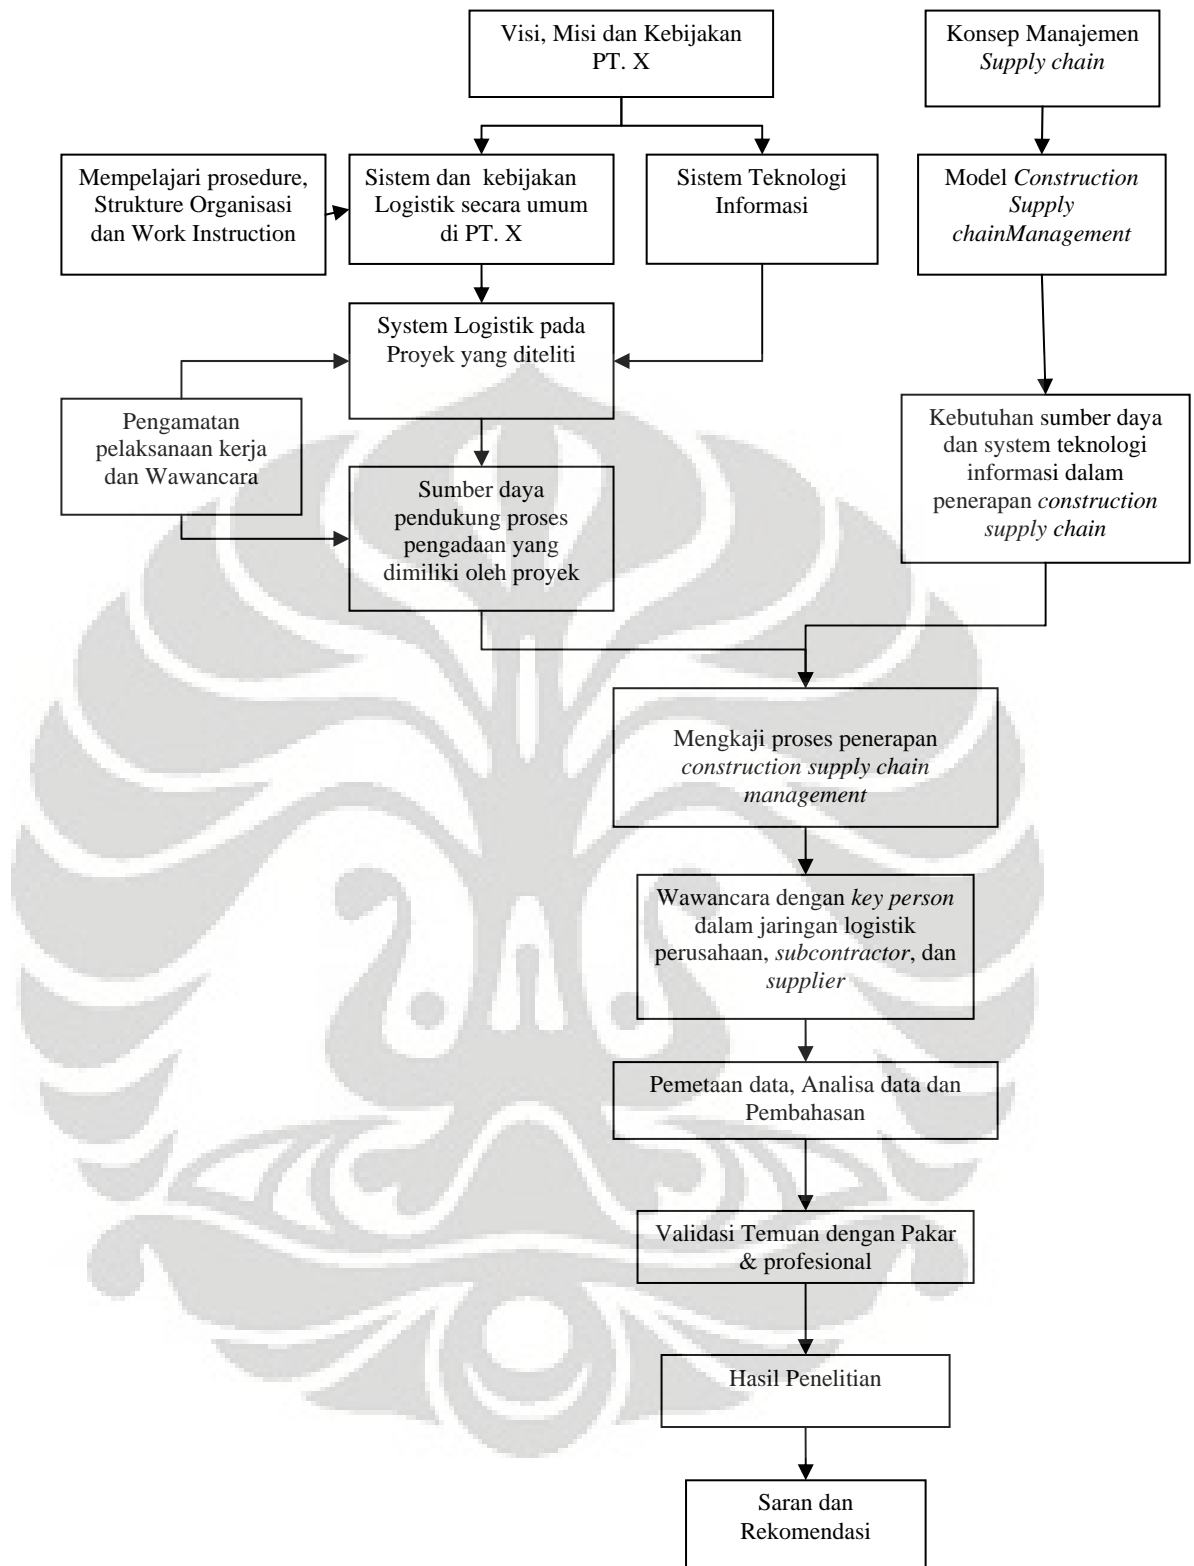 Visi, Misi dan Kebijakan
PT. X
Konsep Manajemen
Supply chain
Mempelajari prosedure,
Strukture Organisasi
dan Work Instruction
Sistem dan kebijakan
Logistik secara umum
di PT. X
Sistem Teknologi
Informasi
Model Construction
Supply
chainManagement
System Logistik pada
Proyek yang diteliti
Pengamatan
pelaksanaan kerja
dan Wawancara
Kebutuhan sumber daya
dan system teknologi
informasi dalam
penerapan construction
supply chain
Sumber daya
pendukung proses
pengadaan yang
dimiliki oleh proyek
Mengkaji proses penerapan
construction supply chain
management
Wawancara dengan key person
dalam jaringan logistik
perusahaan, subcontractor, dan
supplier
Pemetaan data, Analisa data dan
Pembahasan
Validasi Temuan dengan Pakar
& profesional
Hasil Penelitian
Saran dan
Rekomendasi